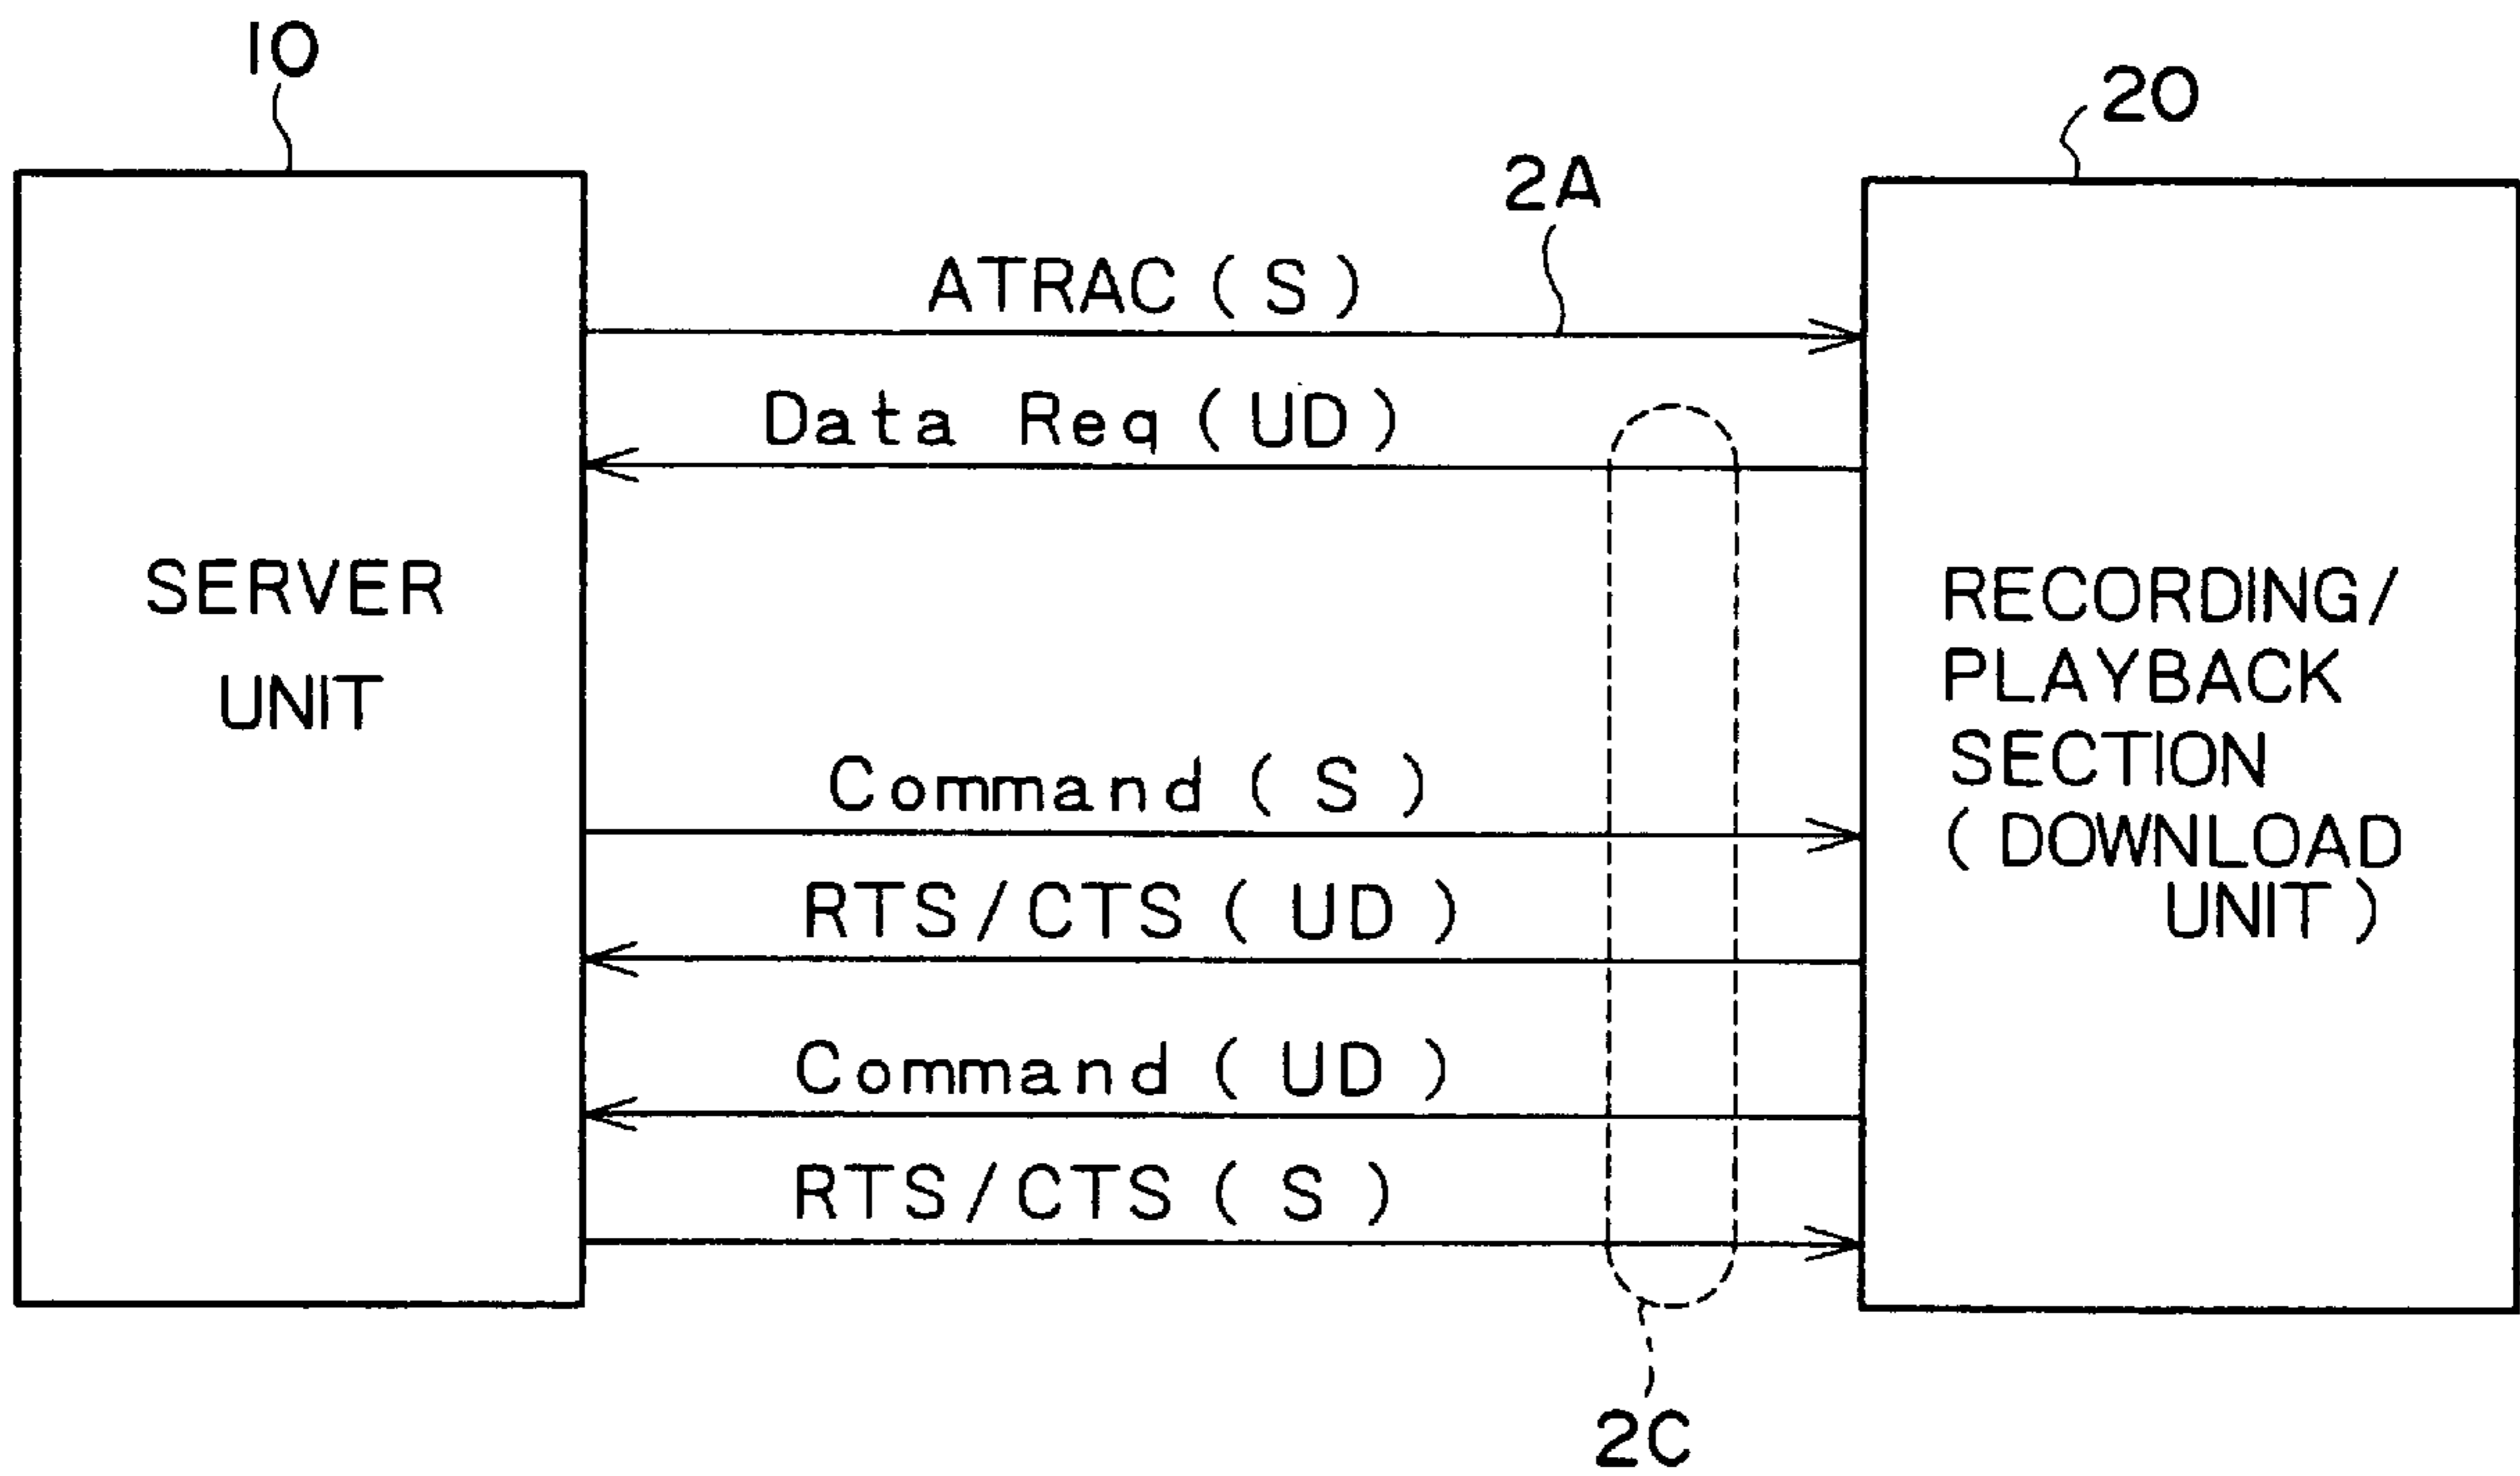 10
20
2A
ATRAC (S)
Data Req (UD)
SERVER
UNIT
RECORDING/
PLAYBACK
SECTION
(DOWNLOAD
UNIT)
Command (S)
RTS/CTS (UD)
Command (UD)
RTS/CTS (S)
2C